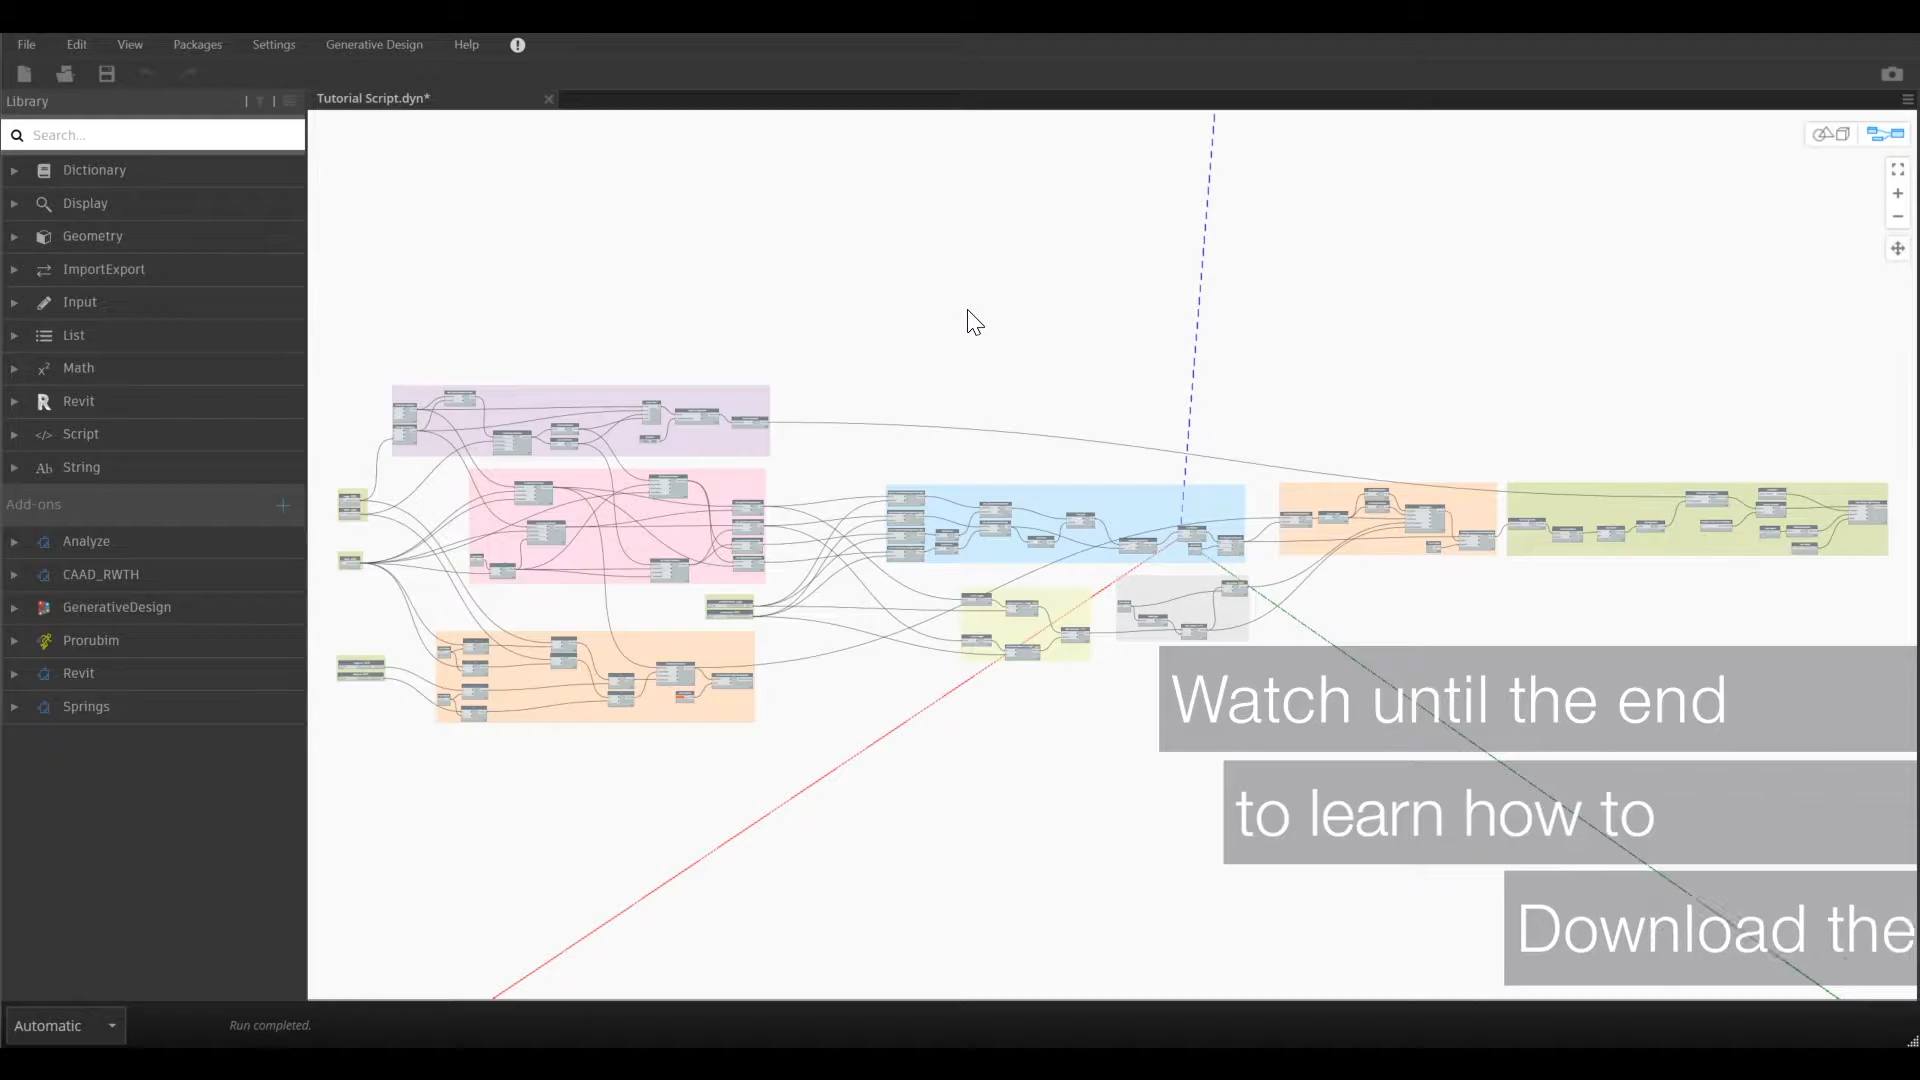 File Edit View Packages Settings Generative Design Help
Library
Tutorial Script.dyn*
Search...
Dictionary
Display
Geometry
ImportExport
Input
List
Math
Revit
Script
String
Add-ons
Analyze
CAAD_RWTH
GenerativeDesign
Prorubim
Revit
Springs
Watch until the end
to learn how to
Download the
Automatic
Run completed.